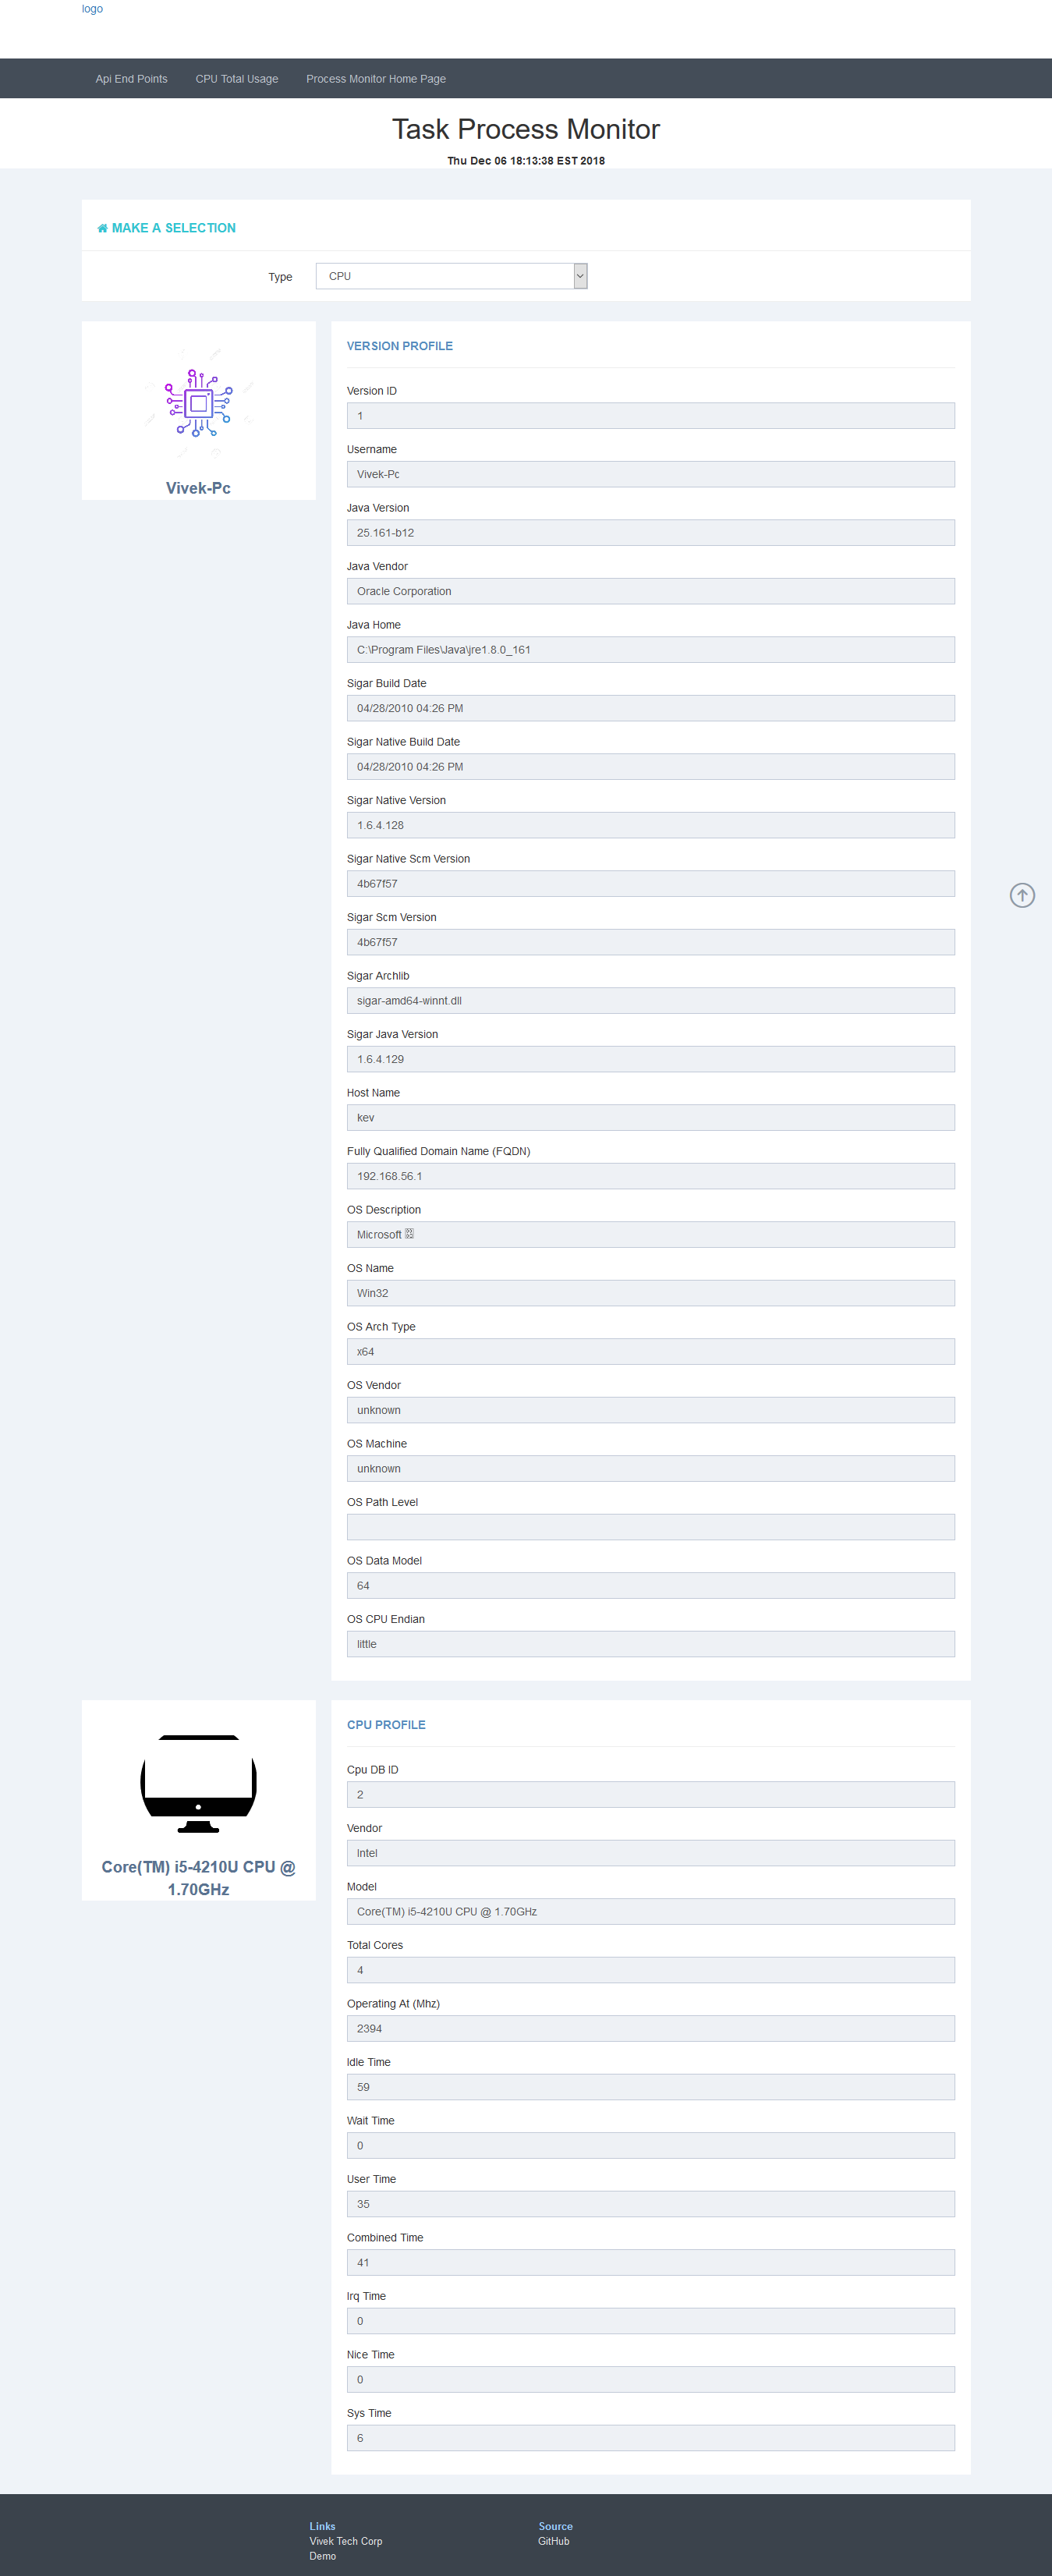 logo
Api End Points CPU Total Usage Process Monitor Home Page
Task Process Monitor
Thu Dec 06 18:13:38 EST 2018
MAKE A SELECTION
Type CPU
Vivek-Pc
VERSION PROFILE
Version ID
1
Username
Vivek-Pc
Java Version
25.161-b12
Java Vendor
Oracle Corporation
Java Home
C:\Program Files\Java\jre1.8.0_161
Sigar Build Date
04/28/2010 04:26 PM
Sigar Native Build Date
04/28/2010 04:26 PM
Sigar Native Version
1.6.4.128
Sigar Native Scm Version
4b67f57
Sigar Scm Version
4b67f57
Sigar Archlib
sigar-amd64-winnt.dll
Sigar Java Version
1.6.4.129
Host Name
kev
Fully Qualified Domain Name (FQDN)
192.168.56.1
OS Description
Microsoft
OS Name
Win32
OS Arch Type
x64
OS Vendor
unknown
OS Machine
unknown
OS Path Level
OS Data Model
64
OS CPU Endian
little
Core(TM) i5-4210U CPU @
1.70GHz
CPU PROFILE
Cpu DB ID
2
Vendor
Intel
Model
Core(TM) i5-4210U CPU @ 1.70GHz
Total Cores
4
Operating At (Mhz)
2394
Idle Time
59
Wait Time
0
User Time
35
Combined Time
41
Irq Time
0
Nice Time
0
Sys Time
6
Links
Vivek Tech Corp
Demo
Source
GitHub